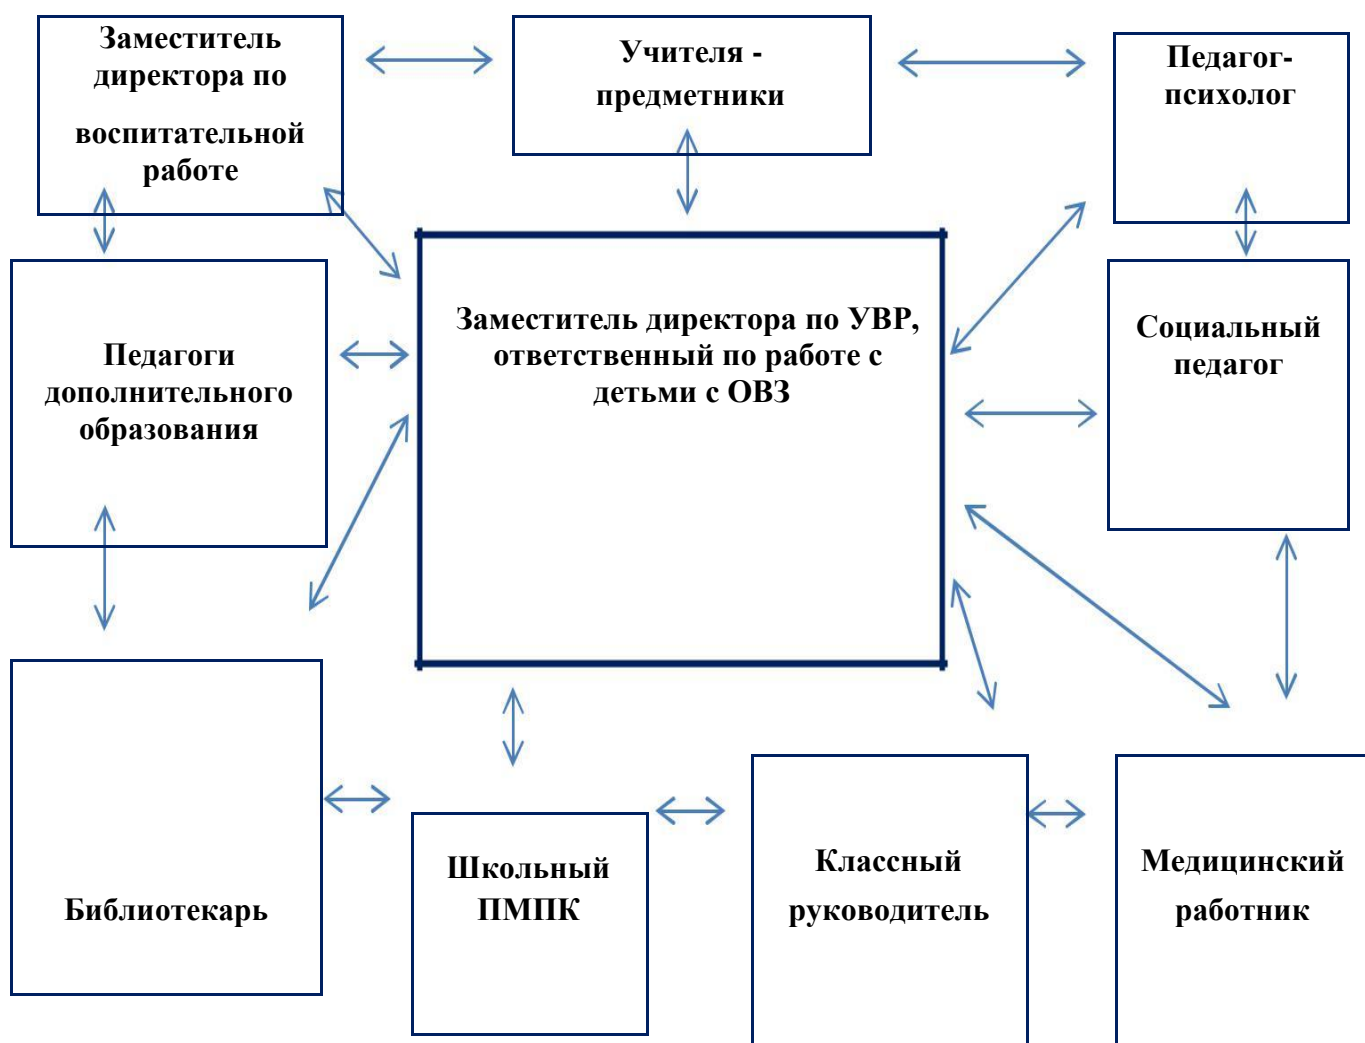 Заместитель
директора по
воспитательной
работе
Учителя -
предметники
Педагог-
психолог
Педагоги
дополнительного
образования
Заместитель директора по УВР,
ответственный по работе с
детьми с ОВЗ
Социальный
педагог
Библиотекарь
Школьный
ПМПК
Классный
руководитель
Медицинский
работник